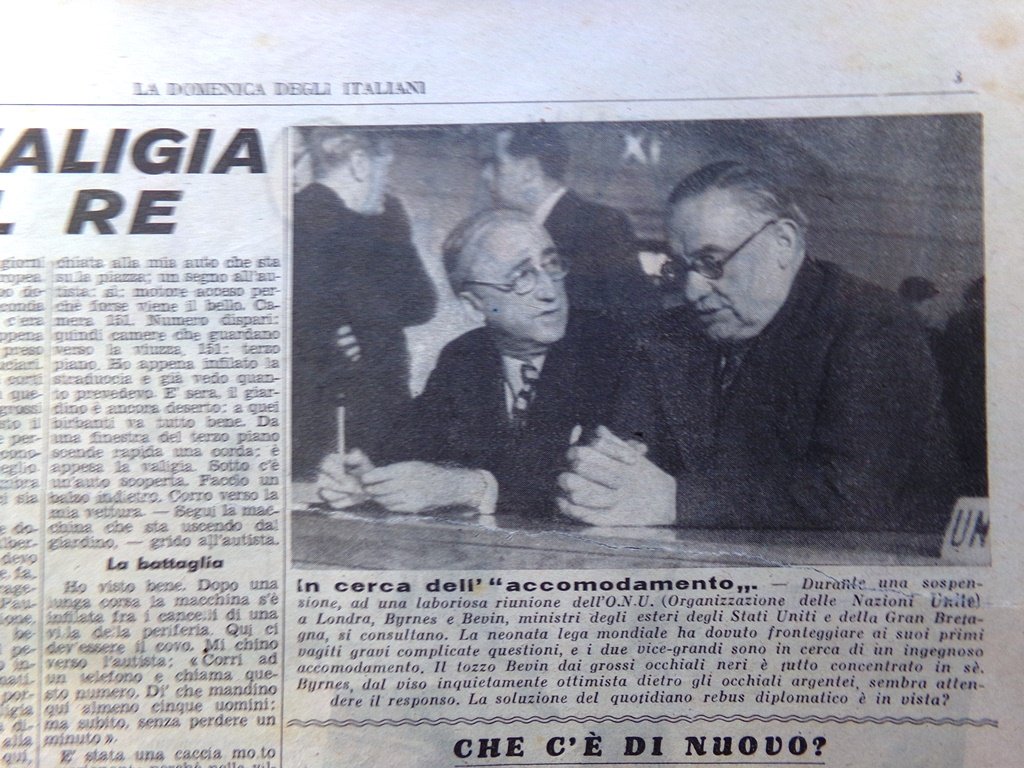 LA DOMENICA DEGLI ITALIANI
3
ALIGIA
L RE
chiata alla mia auto che sta
sulla piazza; un segno all'au-
tista: sì; motore acceso per-
chè forse viene il bello. Ca-
mera 151. Numero dispari:
quindi camere che guardano
verso la viuzza, 151: terzo
piano. Ho appena infilato la
straduccia e già vedo quan-
to prevedevo. E' sera, il giar-
dino è ancora deserto: a quei
birbanti va tutto bene. Da
una finestra del terzo piano
scende rapida una corda; è
appesa la valigia. Sotto c'è
un'auto scoperta. Faccio un
balzo indietro. Corro verso la
mia vettura. — Segui la mac-
china che sta uscendo dal
giardino, — grido all'autista.
La battaglia
Ho visto bene. Dopo una
lunga corsa la macchina s'è
infilata fra i cancelli di una
villa della periferia. Qui ci
dev'essere il covo. Mi chino
verso l'autista: «Corri ad
un telefono e chiama que-
sto numero. Di' che mandino
qui almeno cinque uomini:
ma subito, senza perdere un
minuto».
E' stata una caccia molto
XI
UN
In cerca dell' “accomodamento„. — Durante una sospen-
sione, ad una laboriosa riunione dell'O.N.U. (Organizzazione delle Nazioni Unite)
a Londra, Byrnes e Bevin, ministri degli esteri degli Stati Uniti e della Gran Breta-
gna, si consultano. La neonata lega mondiale ha dovuto fronteggiare ai suoi primi
vagiti gravi complicate questioni, e i due vice-grandi sono in cerca di un ingegnoso
accomodamento. Il tozzo Bevin dai grossi occhiali neri è tutto concentrato in sè.
Byrnes, dal viso inquietamente ottimista dietro gli occhiali argentei, sembra atten-
dere il responso. La soluzione del quotidiano rebus diplomatico è in vista?
CHE C'È DI NUOVO?